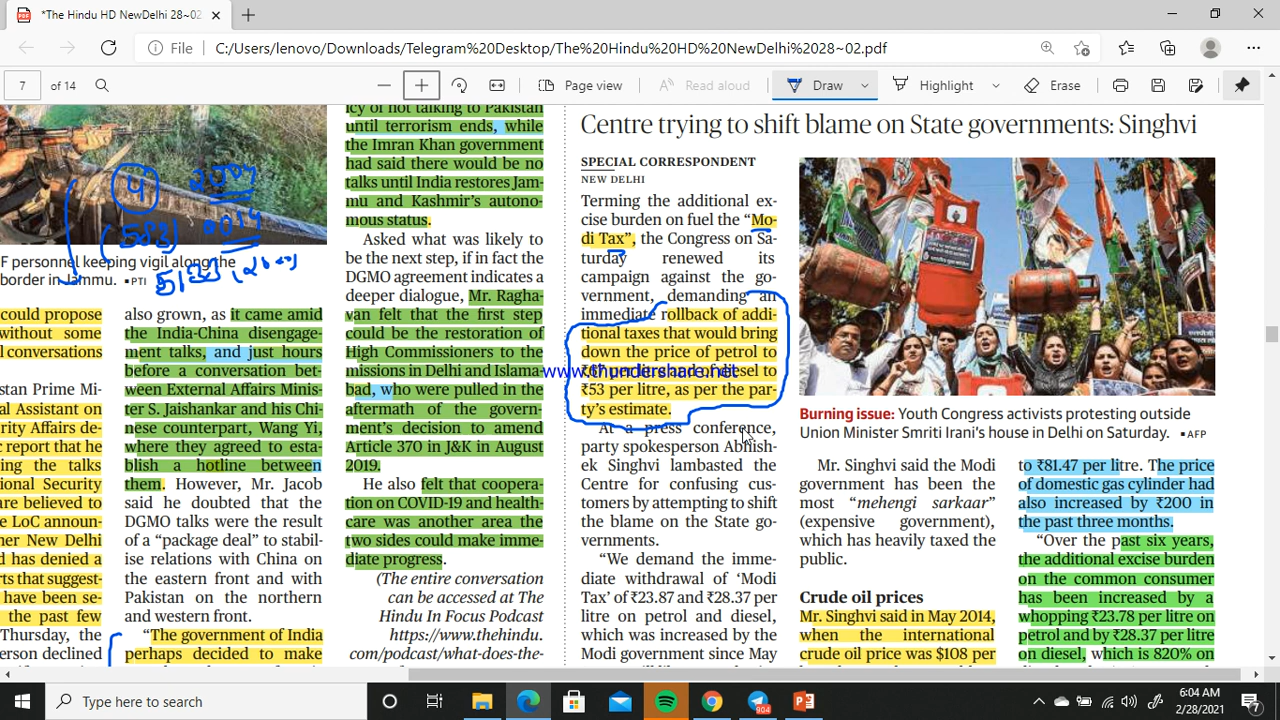 *The Hindu HD NewDelhi 28~02
File
C:/Users/lenovo/Downloads/Telegram%20Desktop/The%20Hindu%20HD%20NewDelhi%2028~02.pdf
7 of 14
Page view
Read aloud
Draw
Highlight
Erase
4
583
2014
5133
F personnel keeping vigil along the
border in Jammu. ▪PTI
could propose
without some
l conversations
stan Prime Mi-
al Assistant on
rity Affairs de-
c report that he
ing the talks
ional Security
are believed to
e LoC announ-
her New Delhi
d has denied a
rts that suggest-
have been se-
the past few
Thursday, the
erson declined
also grown, as it came amid
the India-China disengage-
ment talks, and just hours
before a conversation bet-
ween External Affairs Minis-
ter S. Jaishankar and his Chi-
nese counterpart, Wang Yi,
where they agreed to esta-
blish a hotline between
them. However, Mr. Jacob
said he doubted that the
DGMO talks were the result
of a “package deal” to stabil-
ise relations with China on
the eastern front and with
Pakistan on the northern
and western front.
“The government of India
perhaps decided to make
icy of not talking to Pakistan
until terrorism ends, while
the Imran Khan government
had said there would be no
talks until India restores Jam-
mu and Kashmir’s autono-
mous status.
Asked what was likely to
be the next step, if in fact the
DGMO agreement indicates a
deeper dialogue, Mr. Ragha-
van felt that the first step
could be the restoration of
High Commissioners to the
missions in Delhi and Islama-
bad, who were pulled in the
aftermath of the govern-
ment’s decision to amend
Article 370 in J&K in August
2019.
He also felt that coopera-
tion on COVID-19 and health-
care was another area the
two sides could make imme-
diate progress.
(The entire conversation
can be accessed at The
Hindu In Focus Podcast
https://www.thehindu.
com/podcast/what-does-the-
Centre trying to shift blame on State governments: Singhvi
SPECIAL CORRESPONDENT
NEW DELHI
Terming the additional ex-
cise burden on fuel the “Mo-
di Tax”, the Congress on Sa-
turday renewed its
campaign against the go-
vernment, demanding an
immediate rollback of addi-
tional taxes that would bring
down the price of petrol to
per litre and of diesel to
₹53 per litre, as per the par-
ty’s estimate.
At a press conference,
party spokesperson Abhish-
ek Singhvi lambasted the
Centre for confusing cus-
tomers by attempting to shift
the blame on the State go-
vernments.
“We demand the imme-
diate withdrawal of ‘Modi
Tax’ of ₹23.87 and ₹28.37 per
litre on petrol and diesel,
which was increased by the
Modi government since May
www.thundershare.net
Burning issue: Youth Congress activists protesting outside
Union Minister Smriti Irani’s house in Delhi on Saturday. ▪AFP
Mr. Singhvi said the Modi
government has been the
most “mehengi sarkaar”
(expensive government),
which has heavily taxed the
public.
Crude oil prices
Mr. Singhvi said in May 2014,
when the international
crude oil price was $108 per
to ₹81.47 per litre. The price
of domestic gas cylinder had
also increased by ₹200 in
the past three months.
“Over the past six years,
the additional excise burden
on the common consumer
has been increased by a
whopping ₹23.78 per litre on
petrol and by ₹28.37 per litre
on diesel, which is 820% on
Type here to search
904
6:04 AM
2/28/2021
7